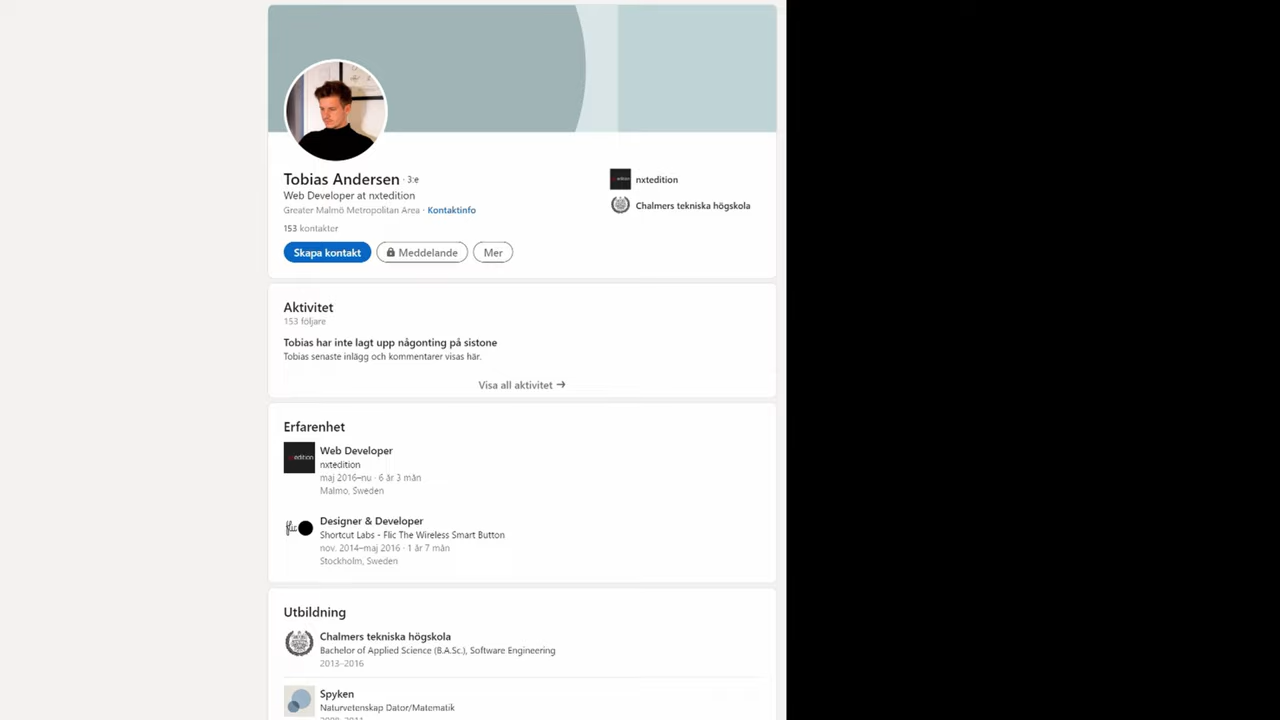 Tobias Andersen · 3:e
Web Developer at nxtedition
Greater Malmö Metropolitan Area · Kontaktinfo
153 kontakter
Skapa kontakt
Meddelande
Mer
nxtedition
Chalmers tekniska högskola
Aktivitet
153 följare
Tobias har inte lagt upp någonting på sistone
Tobias senaste inlägg och kommentarer visas här.
Visa all aktivitet →
Erfarenhet
Web Developer
nxtedition
maj 2016–nu · 6 år 3 mån
Malmo, Sweden
Designer & Developer
Shortcut Labs - Flic The Wireless Smart Button
nov. 2014–maj 2016 · 1 år 7 mån
Stockholm, Sweden
Utbildning
Chalmers tekniska högskola
Bachelor of Applied Science (B.A.Sc.), Software Engineering
2013–2016
Spyken
Naturvetenskap Dator/Matematik